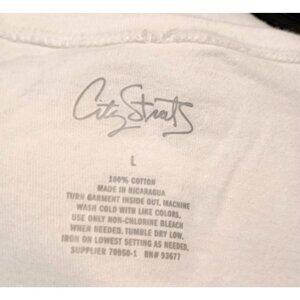 City Streets
L
100% COTTON
MADE IN NICARAGUA
TURN GARMENT INSIDE OUT. MACHINE
WASH COLD WITH LIKE COLORS.
USE ONLY NON-CHLORINE BLEACH
WHEN NEEDED. TUMBLE DRY LOW.
IRON ON LOWEST SETTING AS NEEDED.
SUPPLIER 70950-1 RN# 93677